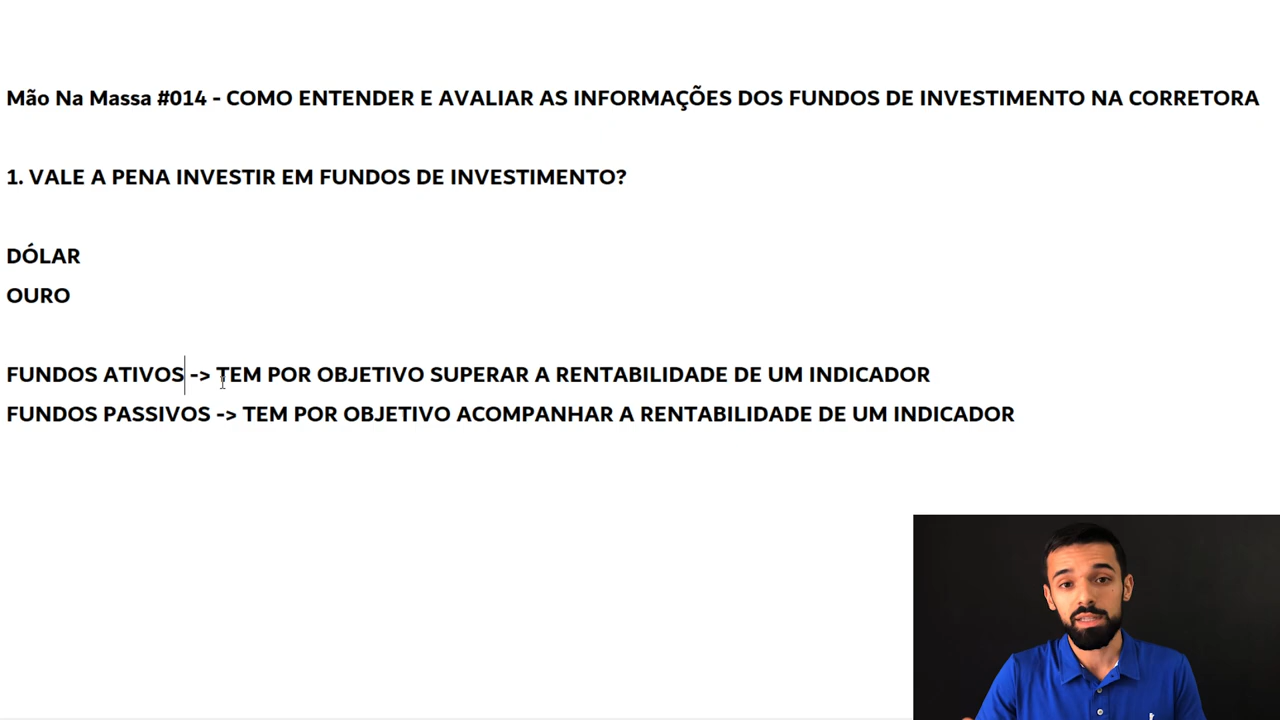 Mão Na Massa #014 - COMO ENTENDER E AVALIAR AS INFORMAÇÕES DOS FUNDOS DE INVESTIMENTO NA CORRETORA
1. VALE A PENA INVESTIR EM FUNDOS DE INVESTIMENTO?
DÓLAR
OURO
FUNDOS ATIVOS -> TEM POR OBJETIVO SUPERAR A RENTABILIDADE DE UM INDICADOR
FUNDOS PASSIVOS -> TEM POR OBJETIVO ACOMPANHAR A RENTABILIDADE DE UM INDICADOR